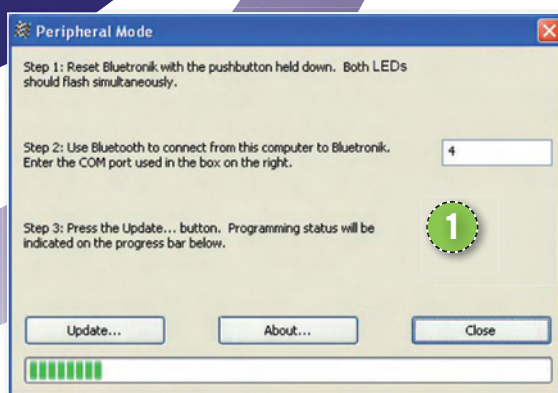 Peripheral Mode
Step 1: Reset Bluetronik with the pushbutton held down. Both LEDs
should flash simultaneously.
Step 2: Use Bluetooth to connect from this computer to Bluetronik.
Enter the COM port used in the box on the right.
4
Step 3: Press the Update... button. Programming status will be
indicated on the progress bar below.
1
Update...
About...
Close